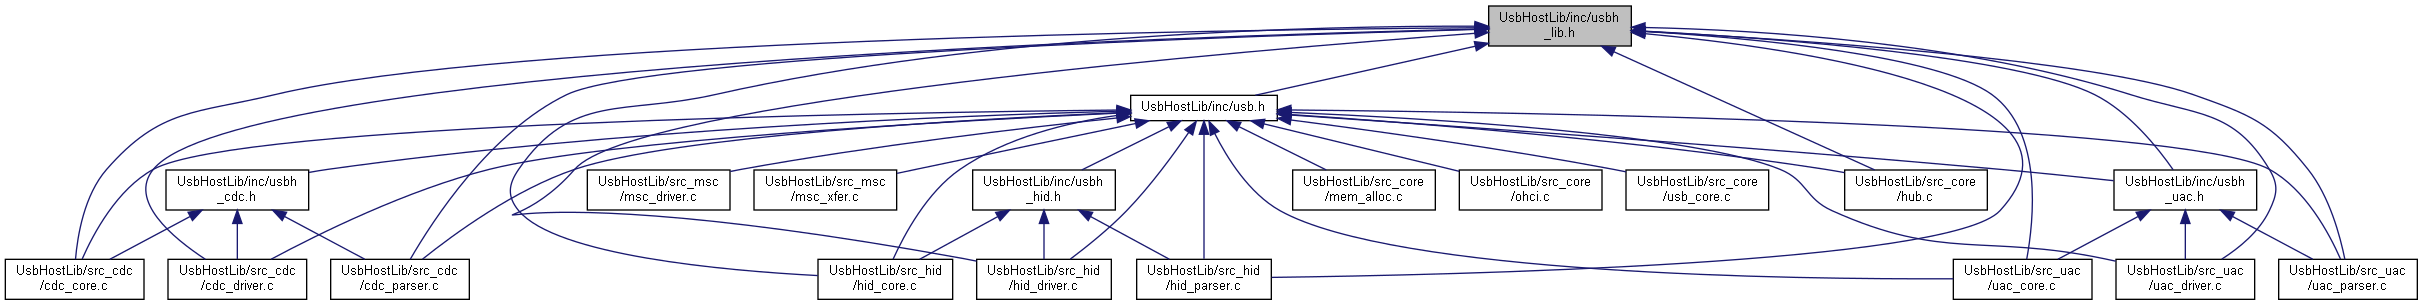 UsbHostLib/inc/usbh
_lib.h
UsbHostLib/inc/usb.h
UsbHostLib/inc/usbh
_cdc.h
UsbHostLib/src_msc
/msc_driver.c
UsbHostLib/src_msc
/msc_xfer.c
UsbHostLib/inc/usbh
_hid.h
UsbHostLib/src_core
/mem_alloc.c
UsbHostLib/src_core
/ohci.c
UsbHostLib/src_core
/usb_core.c
UsbHostLib/src_core
/hub.c
UsbHostLib/inc/usbh
_uac.h
UsbHostLib/src_cdc
/cdc_core.c
UsbHostLib/src_cdc
/cdc_driver.c
UsbHostLib/src_cdc
/cdc_parser.c
UsbHostLib/src_hid
/hid_core.c
UsbHostLib/src_hid
/hid_driver.c
UsbHostLib/src_hid
/hid_parser.c
UsbHostLib/src_uac
/uac_core.c
UsbHostLib/src_uac
/uac_driver.c
UsbHostLib/src_uac
/uac_parser.c